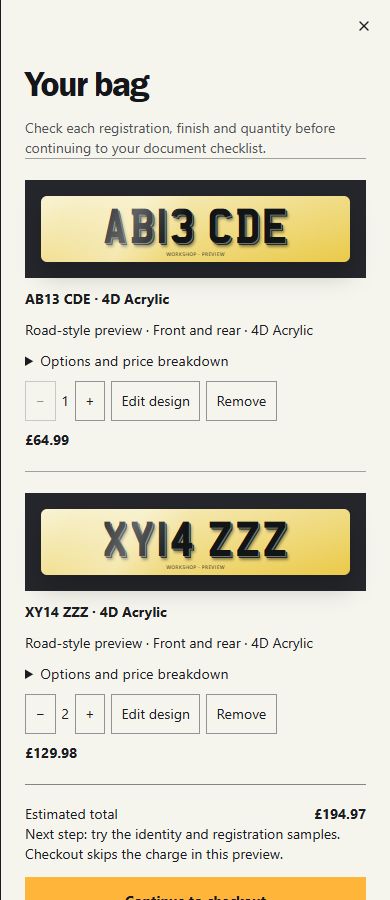 ×
Your bag
Check each registration, finish and quantity before
continuing to your document checklist.
AB13 CDE
WORKSHOP · PREVIEW
AB13 CDE · 4D Acrylic
Road-style preview · Front and rear · 4D Acrylic
▶ Options and price breakdown
− 1 + Edit design Remove
£64.99
XY14 ZZZ
WORKSHOP · PREVIEW
XY14 ZZZ · 4D Acrylic
Road-style preview · Front and rear · 4D Acrylic
▶ Options and price breakdown
− 2 + Edit design Remove
£129.98
Estimated total £194.97
Next step: try the identity and registration samples.
Checkout skips the charge in this preview.
Continue to checkout